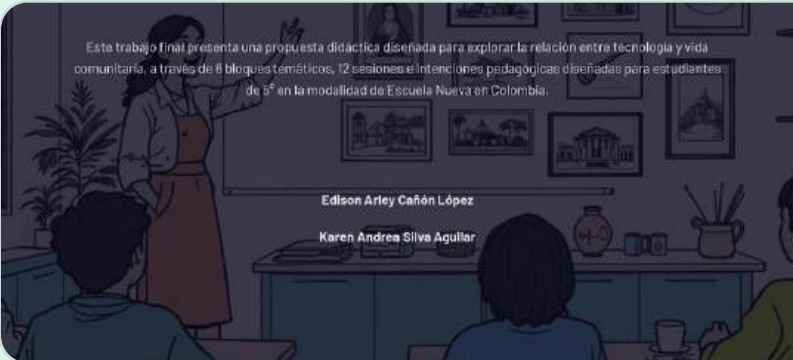 Este trabajo final presenta una propuesta didáctica diseñada para explorar la relación entre tecnología y vida
comunitaria, a través de 6 bloques temáticos, 12 sesiones e intenciones pedagógicas diseñadas para estudiantes
de 5° en la modalidad de Escuela Nueva en Colombia.
Edison Arley Cañón López
Karen Andrea Silva Aguilar